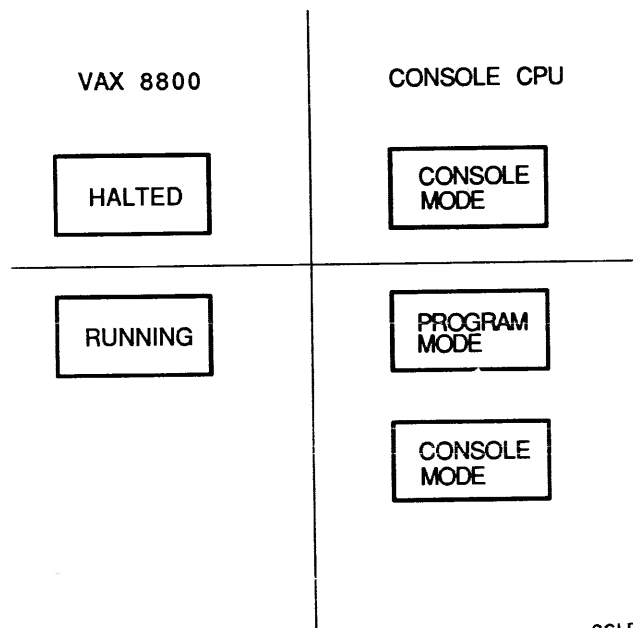 VAX 8800
CONSOLE CPU
HALTED
CONSOLE
MODE
RUNNING
PROGRAM
MODE
CONSOLE
MODE